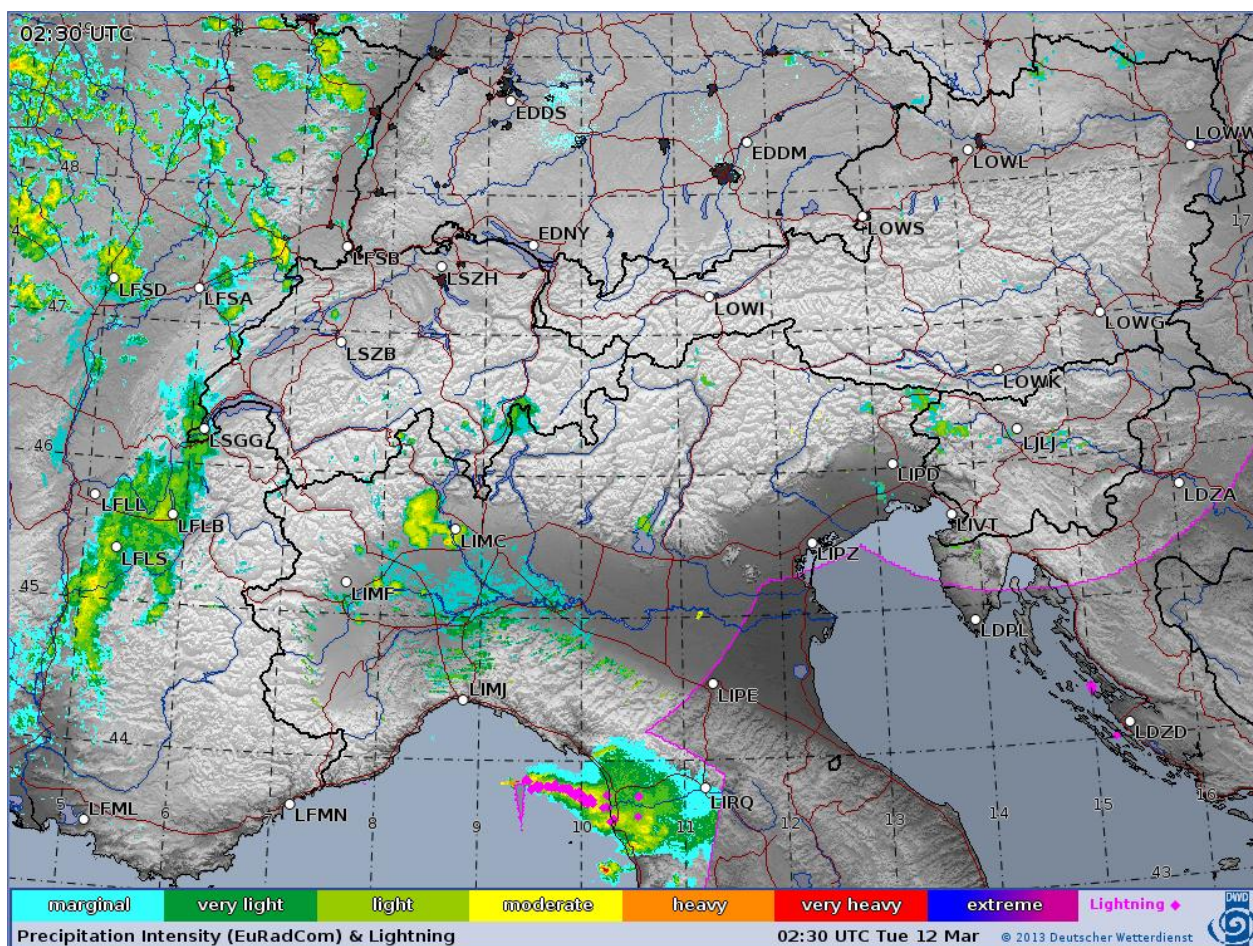 02:30 UTC
EDDS
EDDM
LOWL
LOWW
48
17
LOWS
EDNY
LFSB
LSZH
LFSD
LFSA
47
LOWI
LOWG
LSZB
LOWK
46
LSGG
LJLJ
LIPD
LDZA
LFLL
LFLB
LIVT
LIMC
LIPZ
LFLS
45
LIMF
LDPL
LIPE
LIMJ
LDZD
44
LIRQ
16
15
5
LFML
6
LFMN
7
8
9
10
11
12
13
14
43
marginal very light light moderate heavy very heavy extreme Lightning
DWD
Precipitation Intensity (EuRadCom) & Lightning 02:30 UTC Tue 12 Mar © 2013 Deutscher Wetterdienst